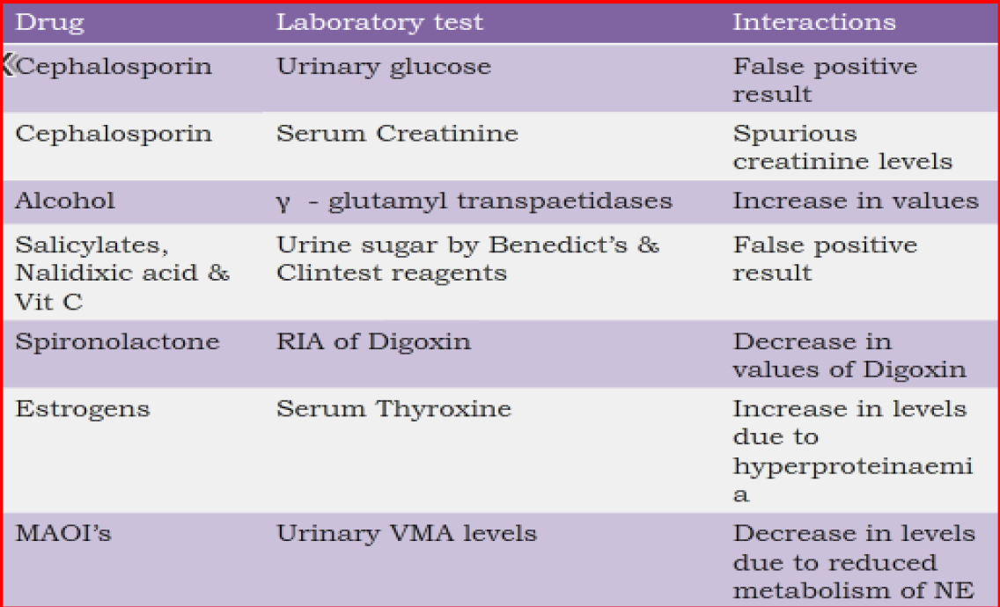 Drug Laboratory test Interactions
Cephalosporin Urinary glucose False positive
result
Cephalosporin Serum Creatinine Spurious
creatinine levels
Alcohol γ - glutamyl transpaetidases Increase in values
Salicylates, Urine sugar by Benedict’s & False positive
Nalidixic acid & Clintest reagents result
Vit C
Spironolactone RIA of Digoxin Decrease in
values of Digoxin
Estrogens Serum Thyroxine Increase in levels
due to
hyperproteinaemi
a
MAOI’s Urinary VMA levels Decrease in levels
due to reduced
metabolism of NE